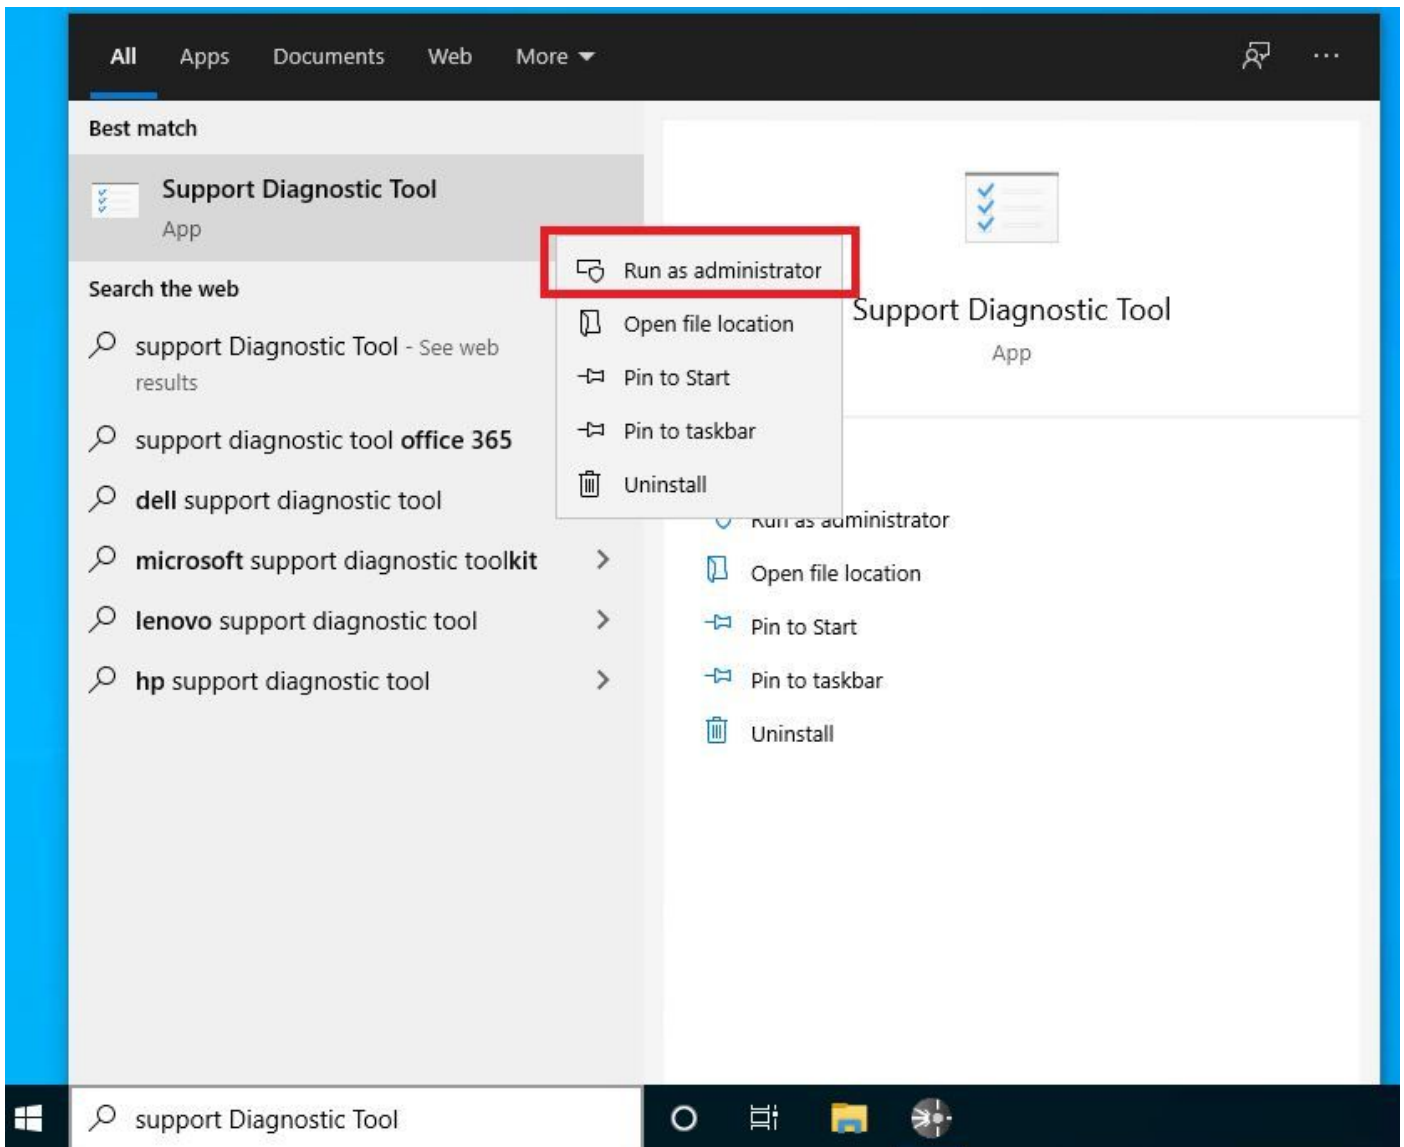 All Apps Documents Web More
Best match
Support Diagnostic Tool
App
Search the web
support Diagnostic Tool - See web
results
support diagnostic tool office 365
dell support diagnostic tool
microsoft support diagnostic toolkit
lenovo support diagnostic tool
hp support diagnostic tool
Run as administrator
Open file location
Pin to Start
Pin to taskbar
Uninstall
Support Diagnostic Tool
App
Run as administrator
Open file location
Pin to Start
Pin to taskbar
Uninstall
support Diagnostic Tool